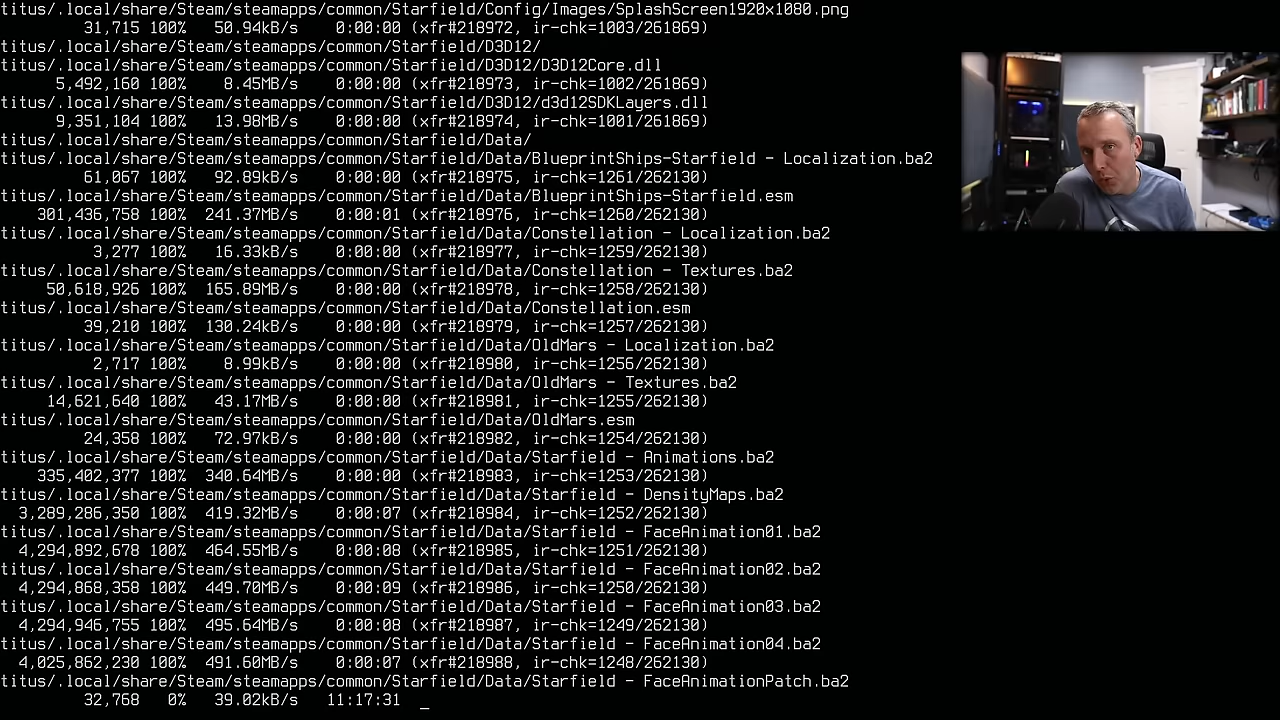 titus/.local/share/Steam/steamapps/common/Starfield/Config/Images/SplashScreen1920x1080.png
31,715 100% 50.94kB/s 0:00:00 (xfr#218972, ir-chk=1003/261869)
titus/.local/share/Steam/steamapps/common/Starfield/D3D12/
titus/.local/share/Steam/steamapps/common/Starfield/D3D12/D3D12Core.dll
5,492,160 100% 8.45MB/s 0:00:00 (xfr#218973, ir-chk=1002/261869)
titus/.local/share/Steam/steamapps/common/Starfield/D3D12/d3d12SDKLayers.dll
9,351,104 100% 13.98MB/s 0:00:00 (xfr#218974, ir-chk=1001/261869)
titus/.local/share/Steam/steamapps/common/Starfield/Data/
titus/.local/share/Steam/steamapps/common/Starfield/Data/BlueprintShips-Starfield - Localization.ba2
61,067 100% 92.89kB/s 0:00:00 (xfr#218975, ir-chk=1261/262130)
titus/.local/share/Steam/steamapps/common/Starfield/Data/BlueprintShips-Starfield.esm
301,436,758 100% 241.37MB/s 0:00:01 (xfr#218976, ir-chk=1260/262130)
titus/.local/share/Steam/steamapps/common/Starfield/Data/Constellation - Localization.ba2
3,277 100% 16.33kB/s 0:00:00 (xfr#218977, ir-chk=1259/262130)
titus/.local/share/Steam/steamapps/common/Starfield/Data/Constellation - Textures.ba2
50,618,926 100% 165.89MB/s 0:00:00 (xfr#218978, ir-chk=1258/262130)
titus/.local/share/Steam/steamapps/common/Starfield/Data/Constellation.esm
39,210 100% 130.24kB/s 0:00:00 (xfr#218979, ir-chk=1257/262130)
titus/.local/share/Steam/steamapps/common/Starfield/Data/OldMars - Localization.ba2
2,717 100% 8.99kB/s 0:00:00 (xfr#218980, ir-chk=1256/262130)
titus/.local/share/Steam/steamapps/common/Starfield/Data/OldMars - Textures.ba2
14,621,640 100% 43.17MB/s 0:00:00 (xfr#218981, ir-chk=1255/262130)
titus/.local/share/Steam/steamapps/common/Starfield/Data/OldMars.esm
24,358 100% 72.97kB/s 0:00:00 (xfr#218982, ir-chk=1254/262130)
titus/.local/share/Steam/steamapps/common/Starfield/Data/Starfield - Animations.ba2
335,402,377 100% 340.64MB/s 0:00:00 (xfr#218983, ir-chk=1253/262130)
titus/.local/share/Steam/steamapps/common/Starfield/Data/Starfield - DensityMaps.ba2
3,289,286,350 100% 419.32MB/s 0:00:07 (xfr#218984, ir-chk=1252/262130)
titus/.local/share/Steam/steamapps/common/Starfield/Data/Starfield - FaceAnimation01.ba2
4,294,892,678 100% 464.55MB/s 0:00:08 (xfr#218985, ir-chk=1251/262130)
titus/.local/share/Steam/steamapps/common/Starfield/Data/Starfield - FaceAnimation02.ba2
4,294,868,358 100% 449.70MB/s 0:00:09 (xfr#218986, ir-chk=1250/262130)
titus/.local/share/Steam/steamapps/common/Starfield/Data/Starfield - FaceAnimation03.ba2
4,294,946,755 100% 495.64MB/s 0:00:08 (xfr#218987, ir-chk=1249/262130)
titus/.local/share/Steam/steamapps/common/Starfield/Data/Starfield - FaceAnimation04.ba2
4,025,862,230 100% 491.60MB/s 0:00:07 (xfr#218988, ir-chk=1248/262130)
titus/.local/share/Steam/steamapps/common/Starfield/Data/Starfield - FaceAnimationPatch.ba2
32,768 0% 39.02kB/s 11:17:31 _